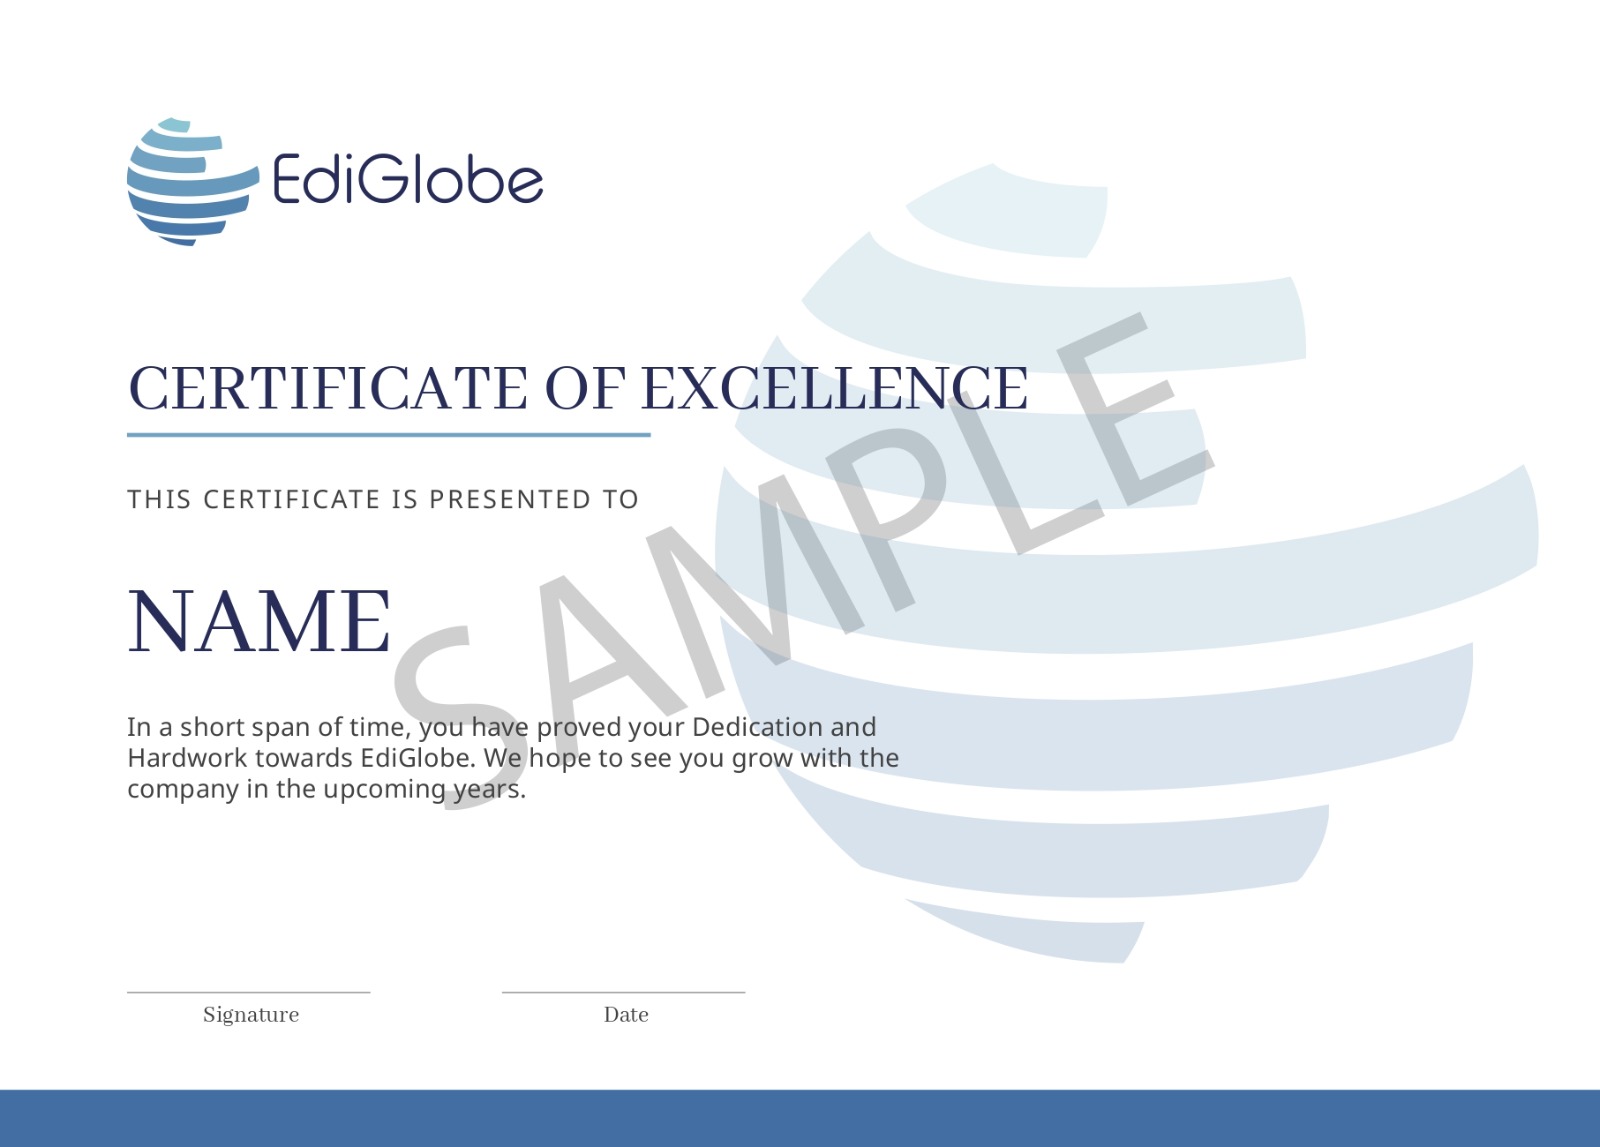 EdiGlobe
CERTIFICATE OF EXCELLENCE
THIS CERTIFICATE IS PRESENTED TO
NAME
In a short span of time, you have proved your Dedication and
Hardwork towards EdiGlobe. We hope to see you grow with the
company in the upcoming years.
SAMPLE
Signature
Date